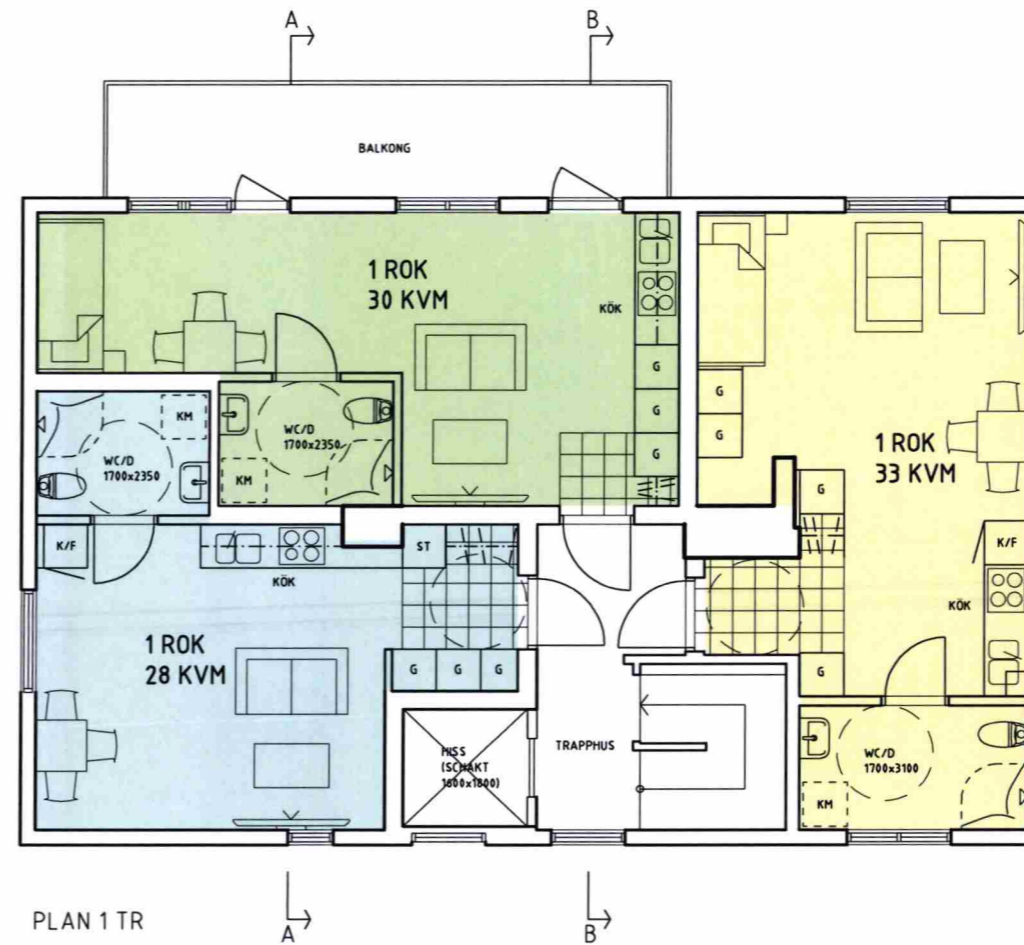 A
B
BALKONG
1 ROK
30 KVM
KÖK
G
G
G
WC/D
1700x2350
KM
KM
WC/D
1700x2350
G
G
1 ROK
33 KVM
G
K/F
KÖK
G
K/F
KÖK
ST
1 ROK
28 KVM
G
G
G
HISS
(SCHAKT
1600x1800)
TRAPPHUS
WC/D
1700x3100
KM
PLAN 1 TR
A
B